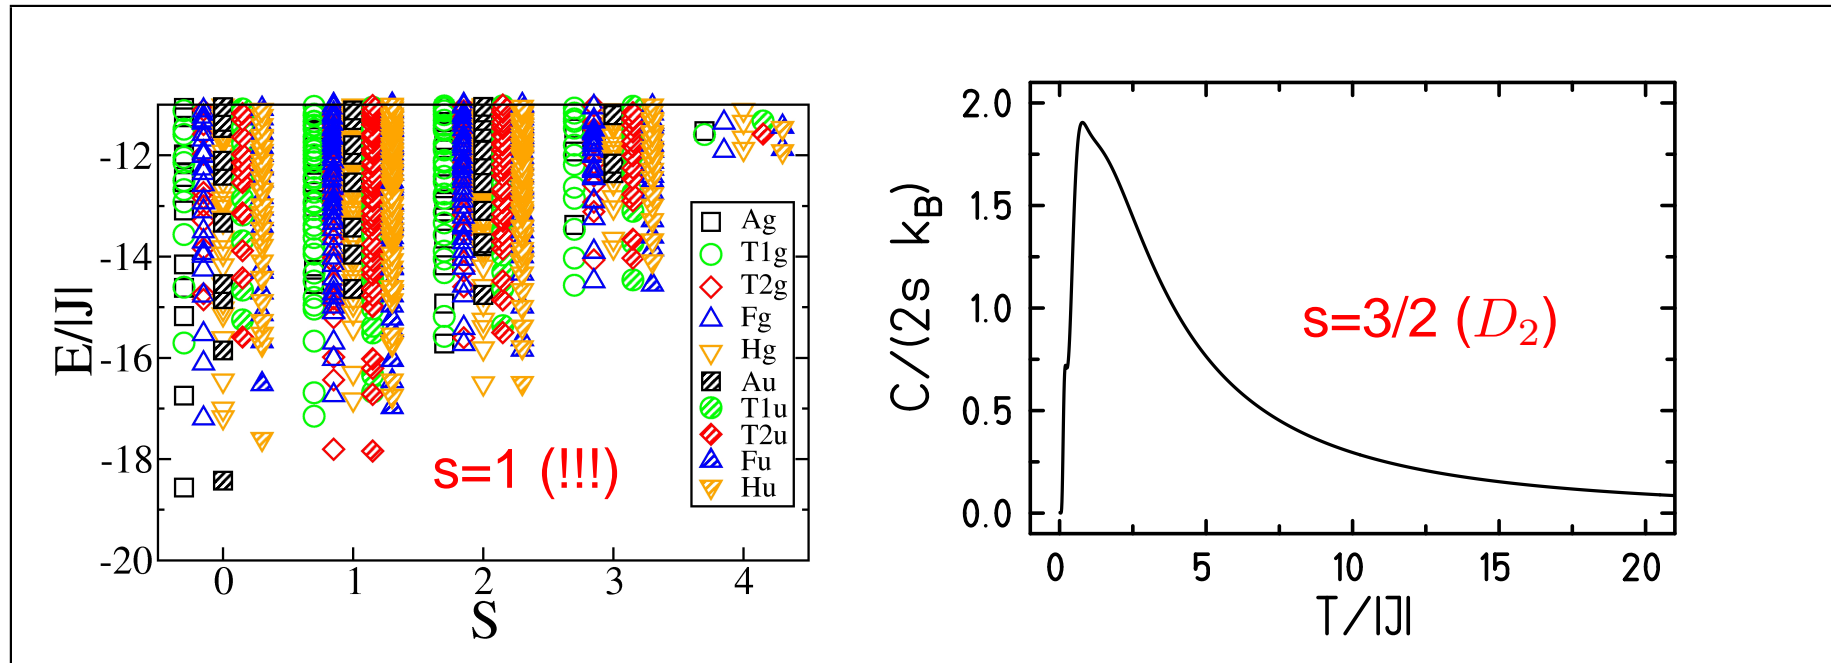 E/|J|
-12
-14
-16
-18
-20
0
1
2
3
4
S
s=1 (!!!)
Ag
T1g
T2g
Fg
Hg
Au
T1u
T2u
Fu
Hu
C/(2s k_B)
2.0
1.5
1.0
0.5
0.0
0
5
10
15
20
T/|J|
s=3/2 (D_2)